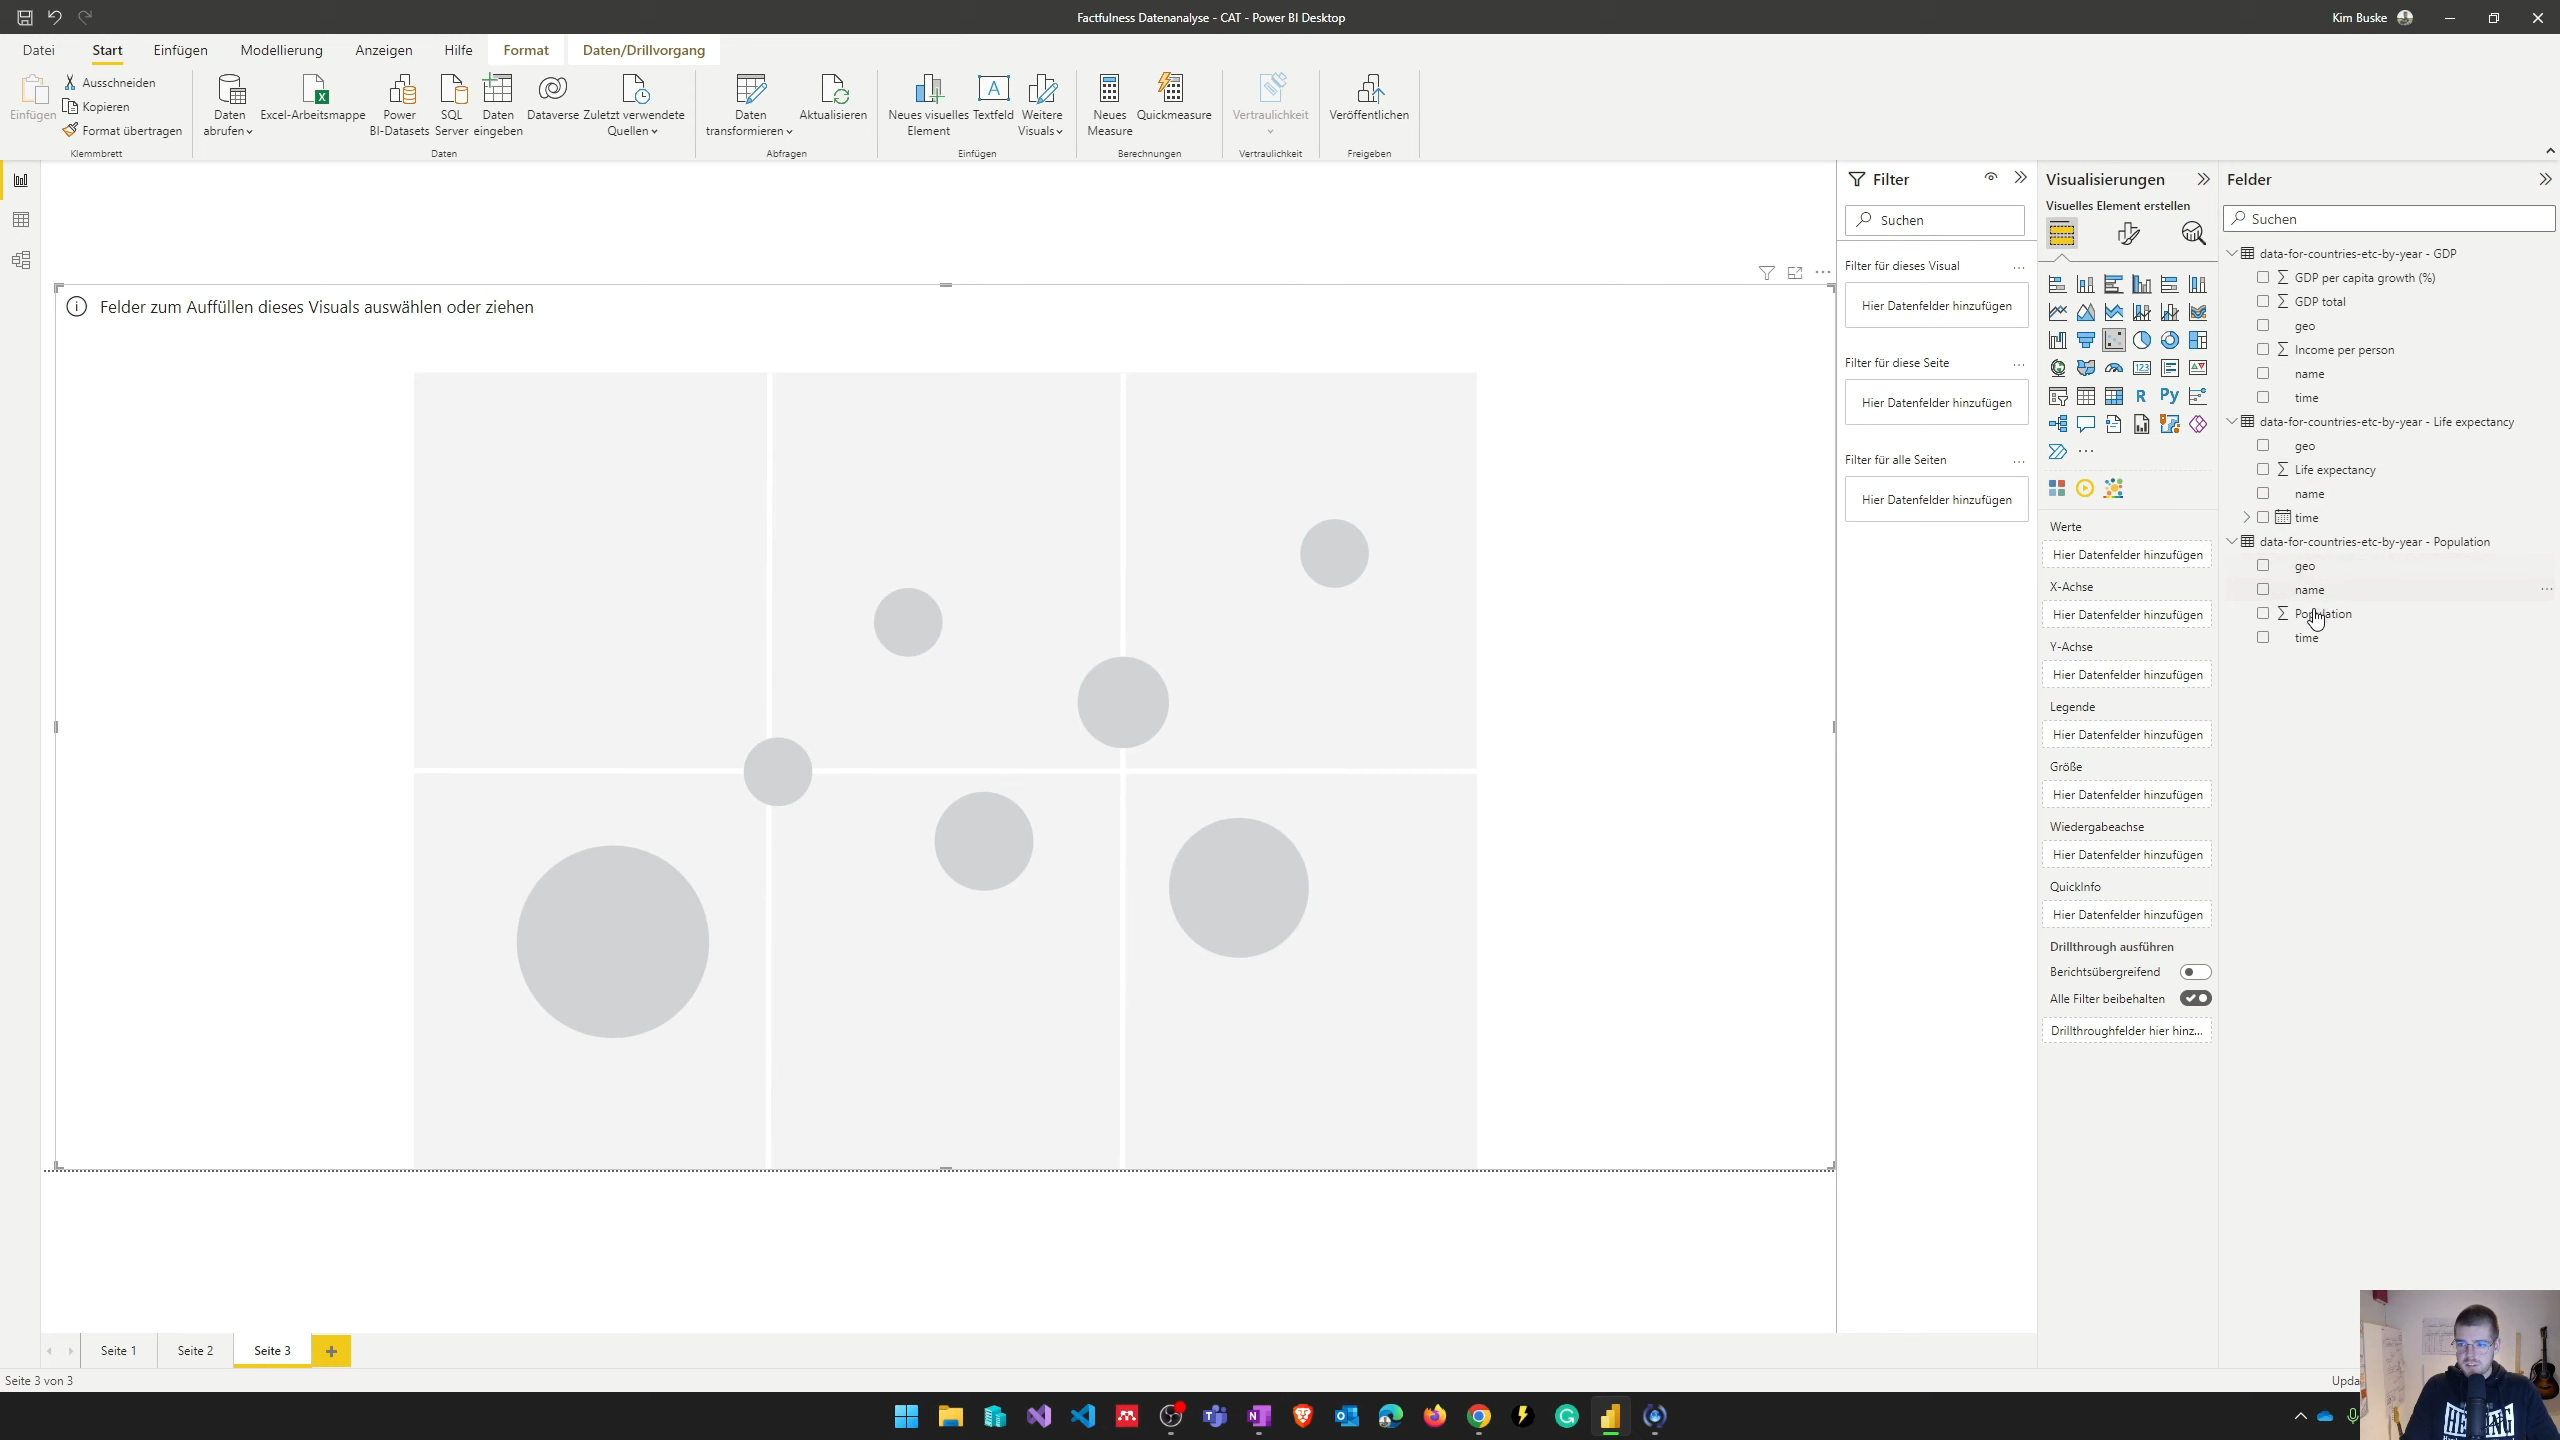 Factfulness Datenanalyse - CAT - Power BI Desktop
Kim Buske
Datei
Start
Einfügen
Modellierung
Anzeigen
Hilfe
Format
Daten/Drillvorgang
Einfügen
Ausschneiden
Kopieren
Format übertragen
Klemmbrett
Daten
abrufen
Excel-Arbeitsmappe
Power
BI-Datasets
SQL
Server
Daten
eingeben
Dataverse
Zuletzt verwendete
Quellen
Daten
Daten
transformieren
Aktualisieren
Abfragen
Neues visuelles
Element
Textfeld
Weitere
Visuals
Einfügen
Neues
Measure
Quickmeasure
Berechnungen
Vertraulichkeit
Vertraulichkeit
Veröffentlichen
Freigeben
Felder zum Auffüllen dieses Visuals auswählen oder ziehen
Filter
Suchen
Filter für dieses Visual
Hier Datenfelder hinzufügen
Filter für diese Seite
Hier Datenfelder hinzufügen
Filter für alle Seiten
Hier Datenfelder hinzufügen
Visualisierungen
Visuelles Element erstellen
123
R
Py
Werte
Hier Datenfelder hinzufügen
X-Achse
Hier Datenfelder hinzufügen
Y-Achse
Hier Datenfelder hinzufügen
Legende
Hier Datenfelder hinzufügen
Größe
Hier Datenfelder hinzufügen
Wiedergabeachse
Hier Datenfelder hinzufügen
QuickInfo
Hier Datenfelder hinzufügen
Drillthrough ausführen
Berichtsübergreifend
Alle Filter beibehalten
Drillthroughfelder hier hinz...
Felder
Suchen
data-for-countries-etc-by-year - GDP
GDP per capita growth (%)
GDP total
geo
Income per person
name
time
data-for-countries-etc-by-year - Life expectancy
geo
Life expectancy
name
time
data-for-countries-etc-by-year - Population
geo
name
Population
time
Seite 1
Seite 2
Seite 3
Seite 3 von 3